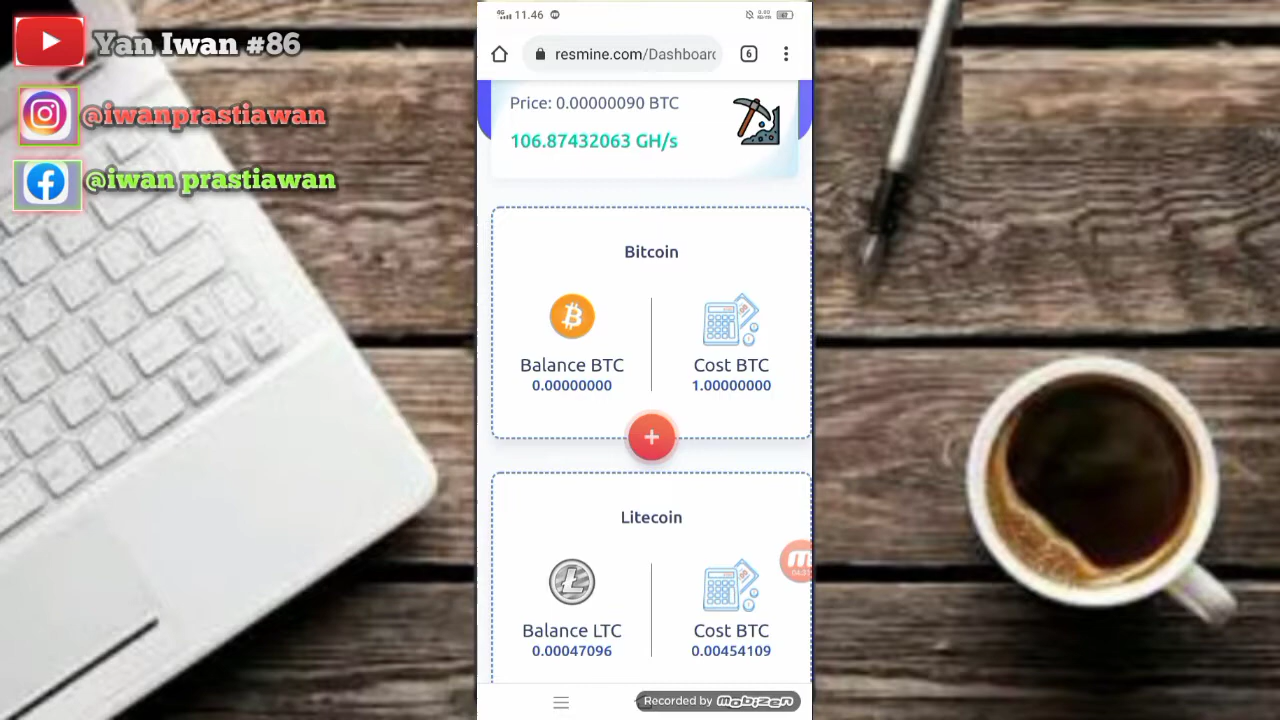 Yan Iwan #86
@iwanprastiawan
@iwan prastiawan
4G 11.46
67
resmine.com/Dashboard
6
Price: 0.00000090 BTC
106.87432063 GH/s
Bitcoin
Balance BTC
0.00000000
Cost BTC
1.00000000
+
Litecoin
Balance LTC
0.00047096
Cost BTC
0.00454109
Recorded by mobizen